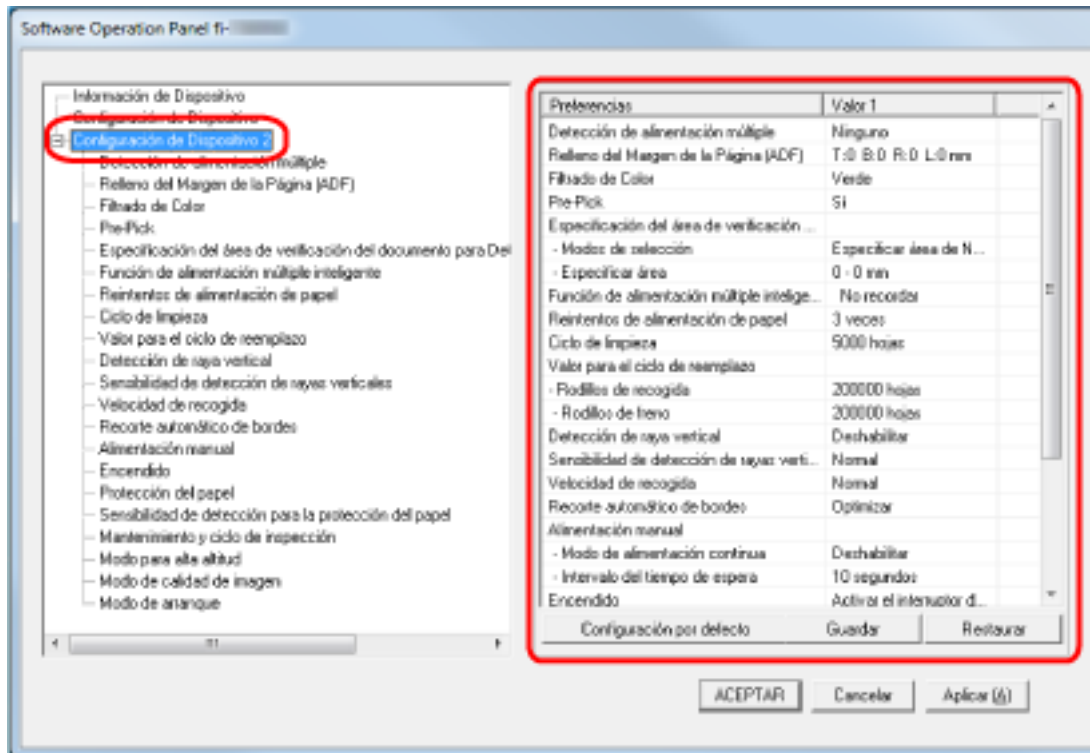 Software Operation Panel fi-
Información de Dispositivo
Configuración de Dispositivo
Configuración de Dispositivo 2
Detección de alimentación múltiple
Relleno del Margen de la Página (ADF)
Filtrado de Color
Pre-Pick
Especificación del área de verificación del documento para Det
Función de alimentación múltiple inteligente
Reintentos de alimentación de papel
Ciclo de limpieza
Valor para el ciclo de reemplazo
Detección de raya vertical
Sensibilidad de detección de rayas verticales
Velocidad de recogida
Recorte automático de bordes
Alimentación manual
Encendido
Protección del papel
Sensibilidad de detección para la protección del papel
Mantenimiento y ciclo de inspección
Modo para alta altitud
Modo de calidad de imagen
Modo de arranque
Preferencias Valor 1
Detección de alimentación múltiple Ninguno
Relleno del Margen de la Página (ADF) T:0 B:0 R:0 L:0 mm
Filtrado de Color Verde
Pre-Pick Sí
Especificación del área de verificación ...
- Modos de selección Especificar área de N...
- Especificar área 0 - 0 mm
Función de alimentación múltiple intelige... No recordar
Reintentos de alimentación de papel 3 veces
Ciclo de limpieza 5000 hojas
Valor para el ciclo de reemplazo
- Rodillos de recogida 200000 hojas
- Rodillos de freno 200000 hojas
Detección de raya vertical Deshabilitar
Sensibilidad de detección de rayas verti... Normal
Velocidad de recogida Normal
Recorte automático de bordes Optimizar
Alimentación manual
- Modo de alimentación continua Deshabilitar
- Intervalo del tiempo de espera 10 segundos
Encendido Activar el interruptor d...
Configuración por defecto Guardar Restaurar
ACEPTAR Cancelar Aplicar (A)